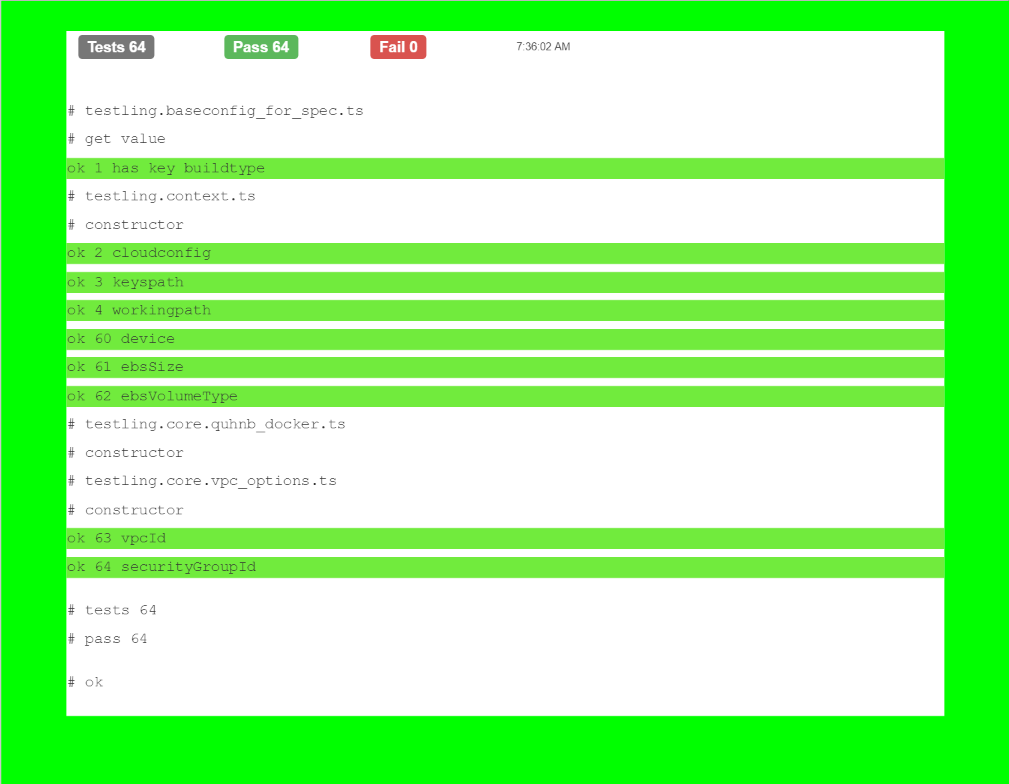 Tests 64 Pass 64 Fail 0 7:36:02 AM
# testling.baseconfig_for_spec.ts
# get value
ok 1 has key buildtype
# testling.context.ts
# constructor
ok 2 cloudconfig
ok 3 keyspath
ok 4 workingpath
ok 60 device
ok 61 ebsSize
ok 62 ebsVolumeType
# testling.core.quhnb_docker.ts
# constructor
# testling.core.vpc_options.ts
# constructor
ok 63 vpcId
ok 64 securityGroupId
# tests 64
# pass 64
# ok